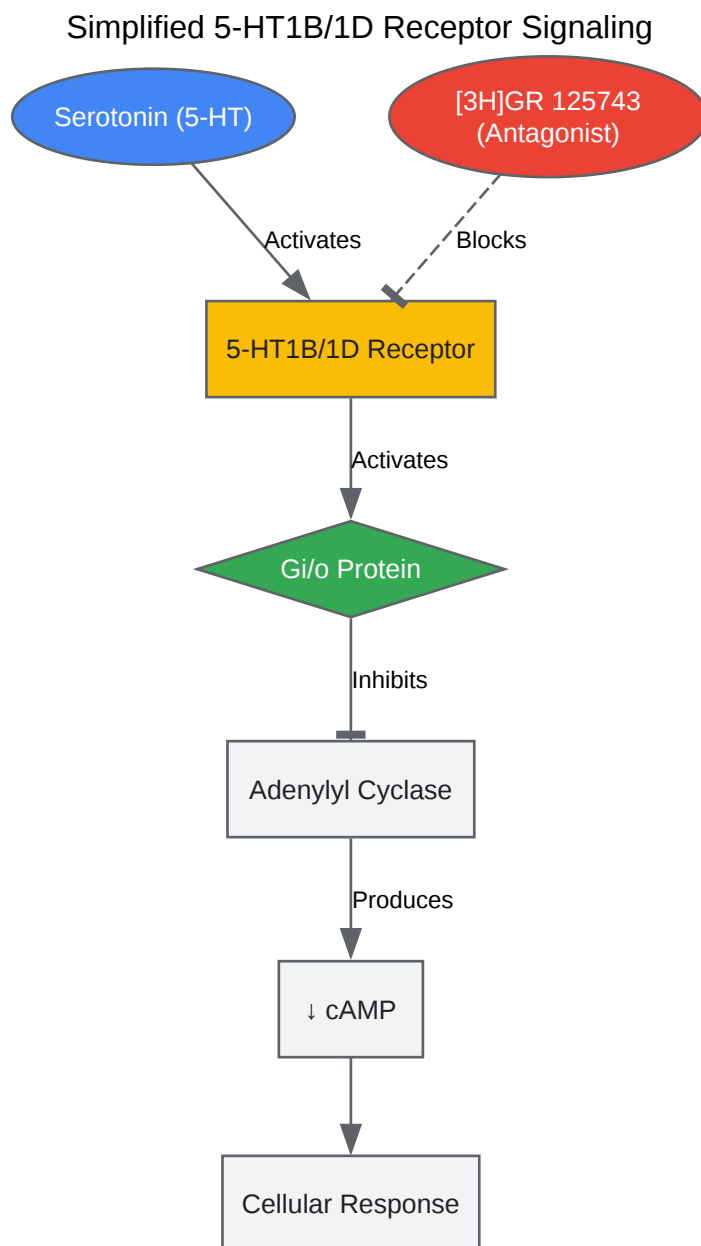 Simplified 5-HT1B/1D Receptor Signaling
Serotonin (5-HT)
[3H]GR 125743
(Antagonist)
Activates
Blocks
5-HT1B/1D Receptor
Activates
Gi/o Protein
Inhibits
Adenylyl Cyclase
Produces
↓ cAMP
Cellular Response